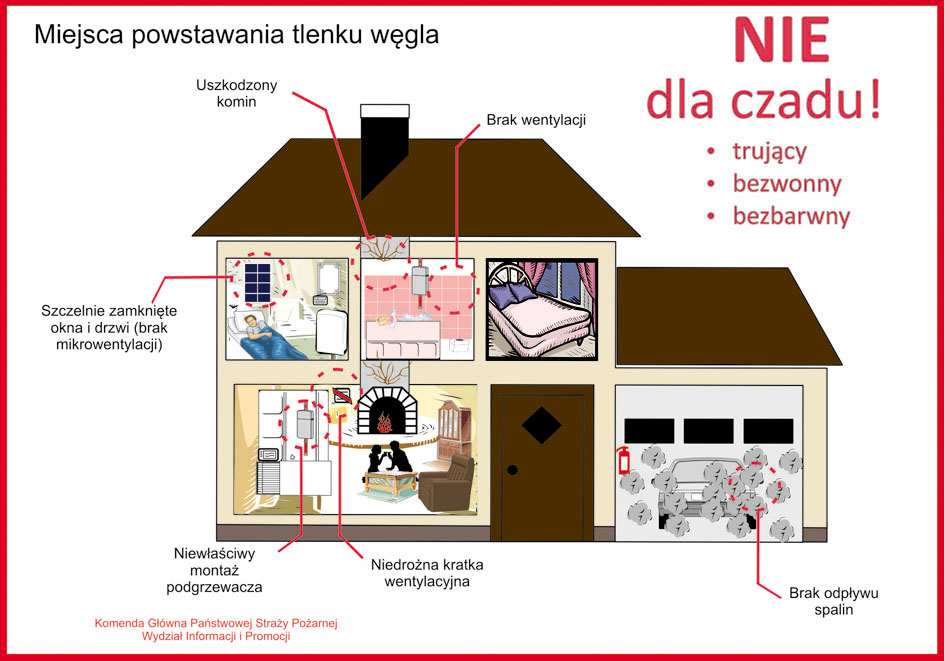 Miejsca powstawania tlenku węgla
NIE
dla czadu!
• trujący
• bezwonny
• bezbarwny
Uszkodzony
komin
Brak wentylacji
Szczelnie zamknięte
okna i drzwi (brak
mikrowentylacji)
Niewłaściwy
montaż
podgrzewacza
Niedrożna kratka
wentylacyjna
Brak odpływu
spalin
Komenda Główna Państwowej Straży Pożarnej
Wydział Informacji i Promocji